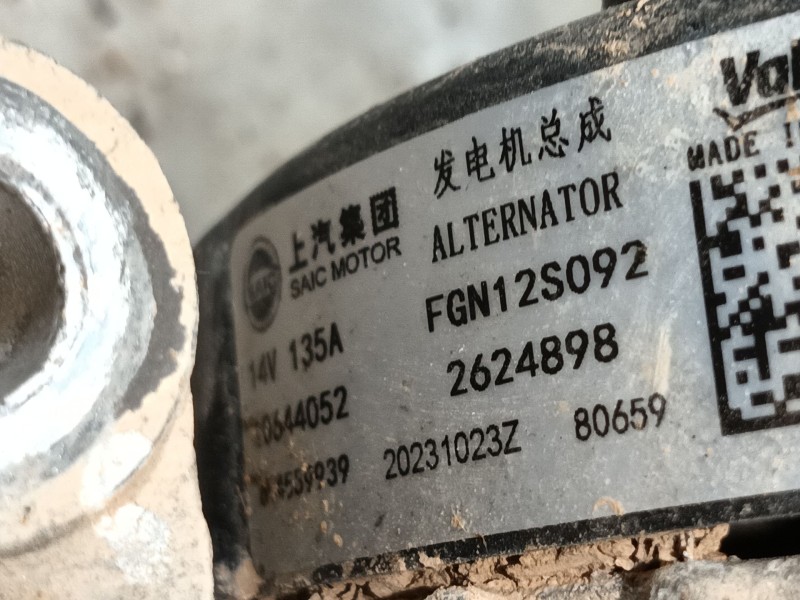 上汽集团
SAIC MOTOR
发电机总成
ALTERNATOR
FGN12S092
14V 135A
2624898
20231023Z
80659
MADE